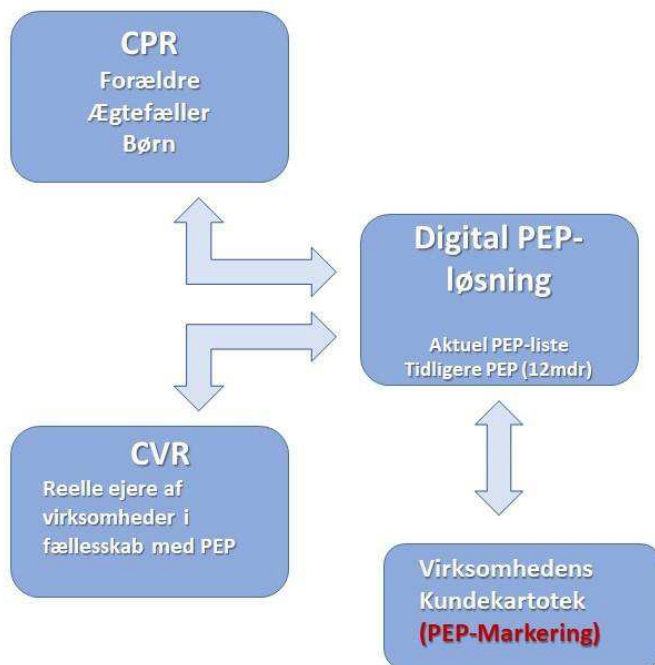 CPR
Forældre
Ægtefæller
Børn
Digital PEP-
løsning
Aktuel PEP-liste
Tidligere PEP (12mdr)
CVR
Reelle ejere af
virksomheder i
fællesskab med PEP
Virksomhedens
Kundekartotek
(PEP-Markering)